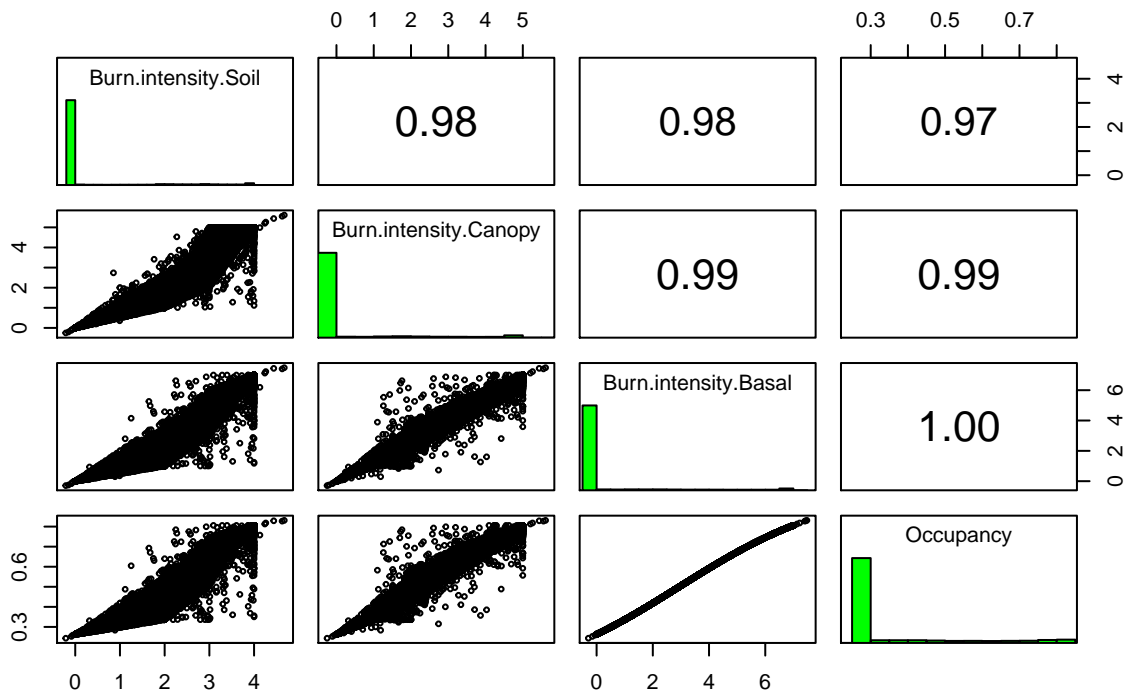 0 1 2 3 4 5
0.3 0.5 0.7
Burn.intensity.Soil
0.98
0.98
0.97
0 2 4
0 2 4
Burn.intensity.Canopy
0.99
0.99
Burn.intensity.Basal
1.00
0 2 4 6
0.3 0.6
Occupancy
0 1 2 3 4
0 2 4 6